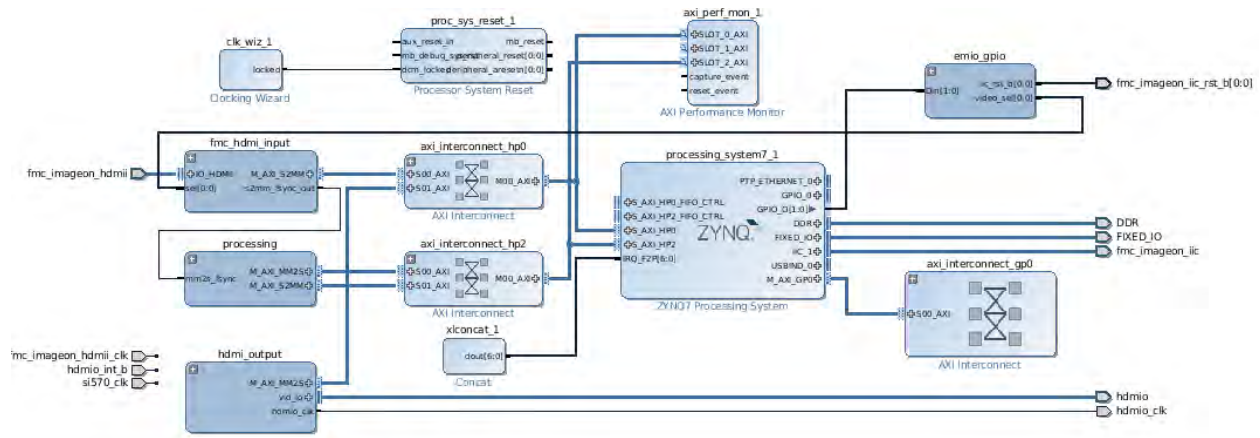 axi_perf_mon_1
SLOT_0_AXI
SLOT_1_AXI
SLOT_2_AXI
capture_event
reset_event
AXI Performance Monitor
proc_sys_reset_1
aux_reset_in
mb_reset
peripheral_reset[0:0]
dcm_locked
peripheral_aresetn[0:0]
Processor System Reset
clk_wiz_1
locked
Clocking Wizard
emio_gpio
Din[1:0]
iic_rst_b[0:0]
video_sel[0:0]
fmc_imageon_iic_rst_b[0:0]
fmc_imageon_hdmii
fmc_hdmi_input
IO_HDMII
sel[0:0]
M_AXI_S2MM
s2mm_fsync_out
axi_interconnect_hp0
S00_AXI
S01_AXI
M00_AXI
AXI Interconnect
processing
mm2s_fsync
M_AXI_MM2S
M_AXI_S2MM
axi_interconnect_hp2
S00_AXI
S01_AXI
M00_AXI
AXI Interconnect
xlconcat_1
dout[6:0]
Concat
processing_system7_1
S_AXI_HP0_FIFO_CTRL
S_AXI_HP2_FIFO_CTRL
S_AXI_HP0
S_AXI_HP2
IRQ_F2P[6:0]
ZYNQ
PTP_ETHERNET_0
GPIO_0
GPIO_O[1:0]
DDR
FIXED_IO
IIC_1
USBIND_0
M_AXI_GP0
ZYNQ7 Processing System
DDR
FIXED_IO
fmc_imageon_iic
axi_interconnect_gp0
S00_AXI
AXI Interconnect
fmc_imageon_hdmii_clk
hdmio_int_b
si570_clk
hdmi_output
M_AXI_MM2S
vid_io
hdmio_clk
hdmio
hdmio_clk